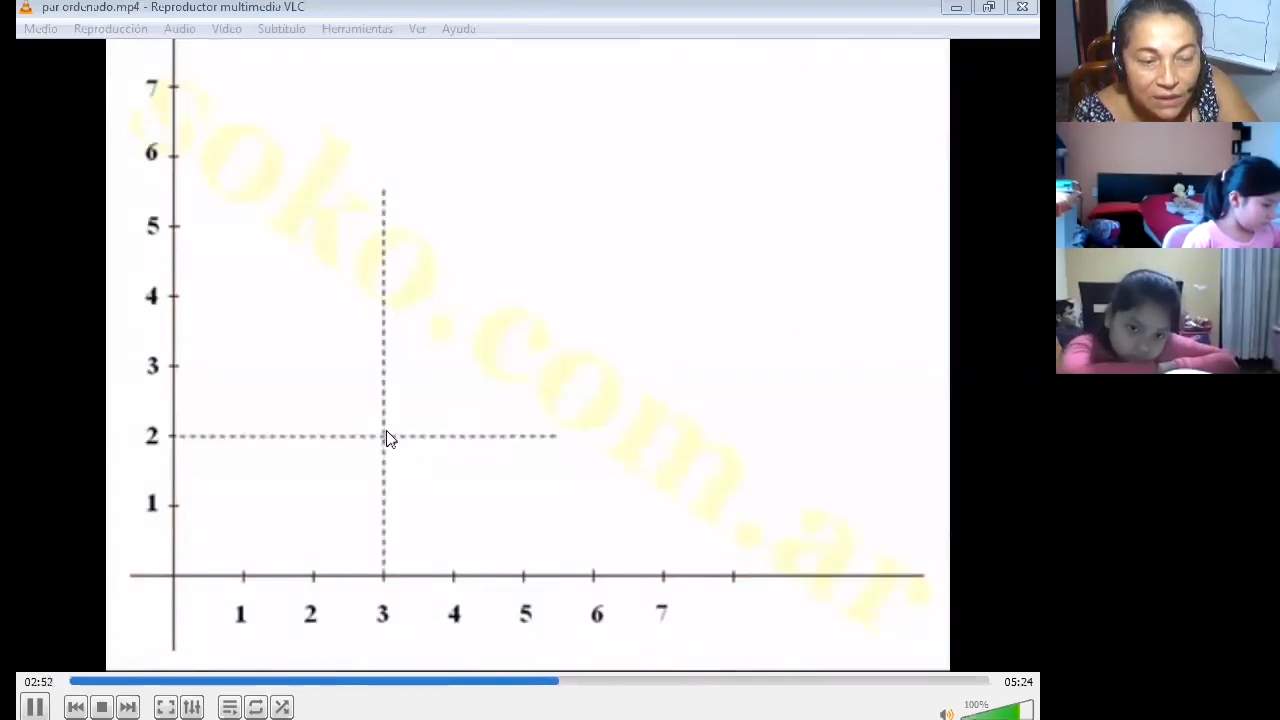 par ordenado.mp4 - Reproductor multimedia VLC
Medio Reproducción Audio Vídeo Subtítulo Herramientas Ver Ayuda
7
6
5
4
3
2
1
1 2 3 4 5 6 7
soko.com.ar
02:52 05:24
100%